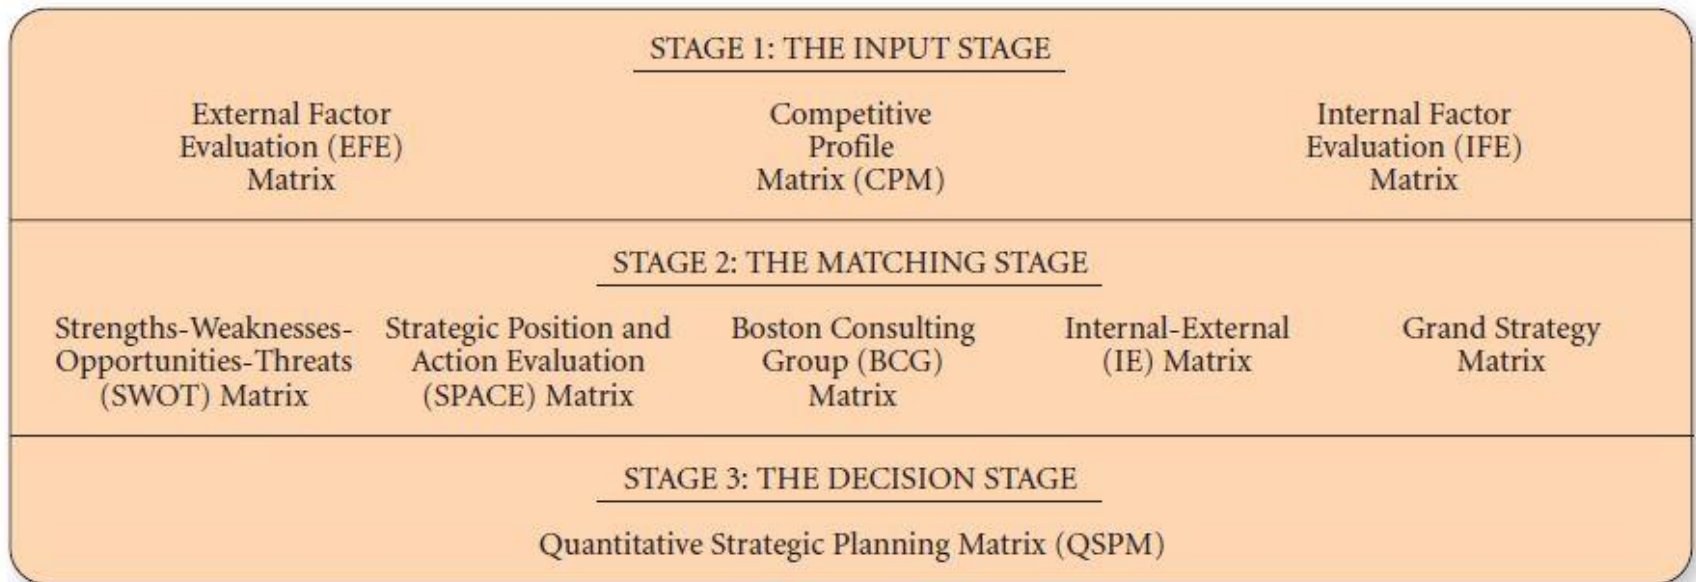 STAGE 1: THE INPUT STAGE
External Factor
Evaluation (EFE)
Matrix
Competitive
Profile
Matrix (CPM)
Internal Factor
Evaluation (IFE)
Matrix
STAGE 2: THE MATCHING STAGE
Strengths-Weaknesses-
Opportunities-Threats
(SWOT) Matrix
Strategic Position and
Action Evaluation
(SPACE) Matrix
Boston Consulting
Group (BCG)
Matrix
Internal-External
(IE) Matrix
Grand Strategy
Matrix
STAGE 3: THE DECISION STAGE
Quantitative Strategic Planning Matrix (QSPM)